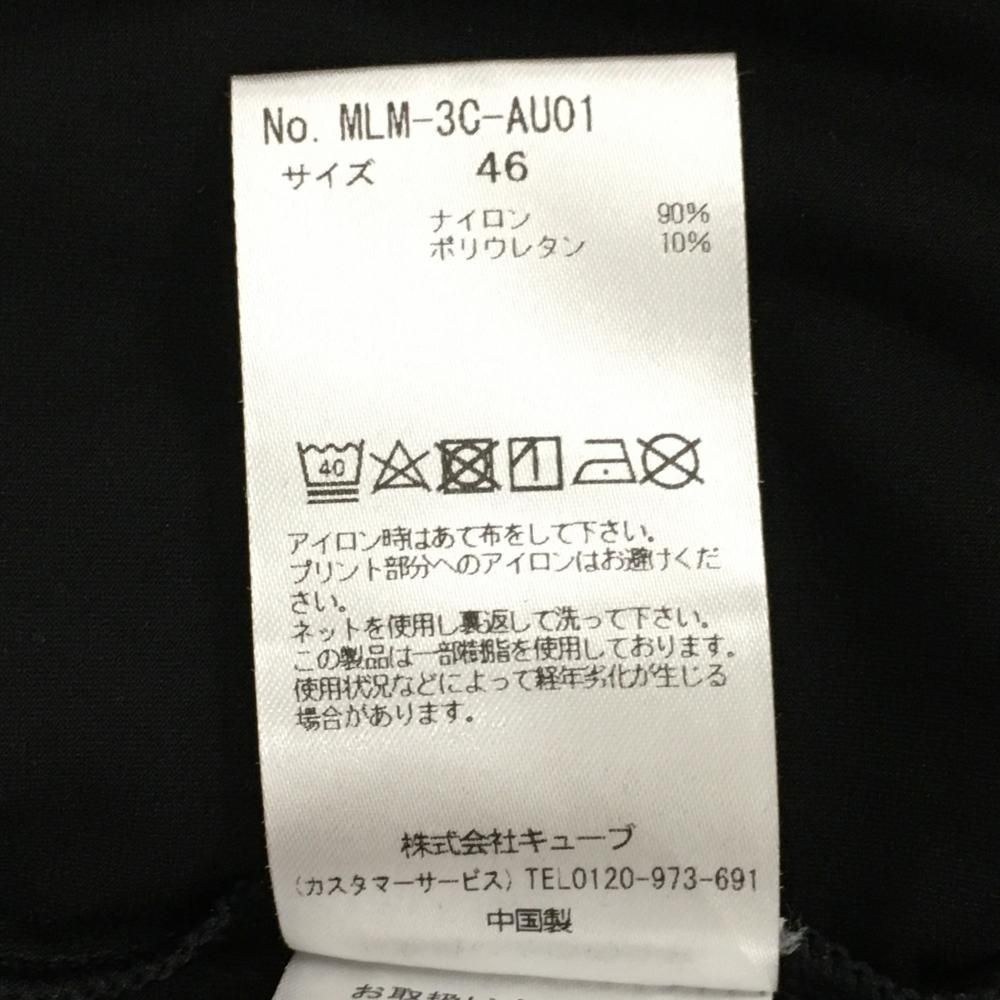 No. MLM-3C-AU01
サイズ 46
ナイロン 90%
ポリウレタン 10%
40
アイロン時はあて布をして下さい。
プリント部分へのアイロンはお避けくだ
さい。
ネットを使用し裏返して洗って下さい。
この製品は一部樹脂を使用しております。
使用状況などによって経年劣化が生じる
場合があります。
株式会社キューブ
(カスタマーサービス) TEL0120-973-691
中国製
お取扱